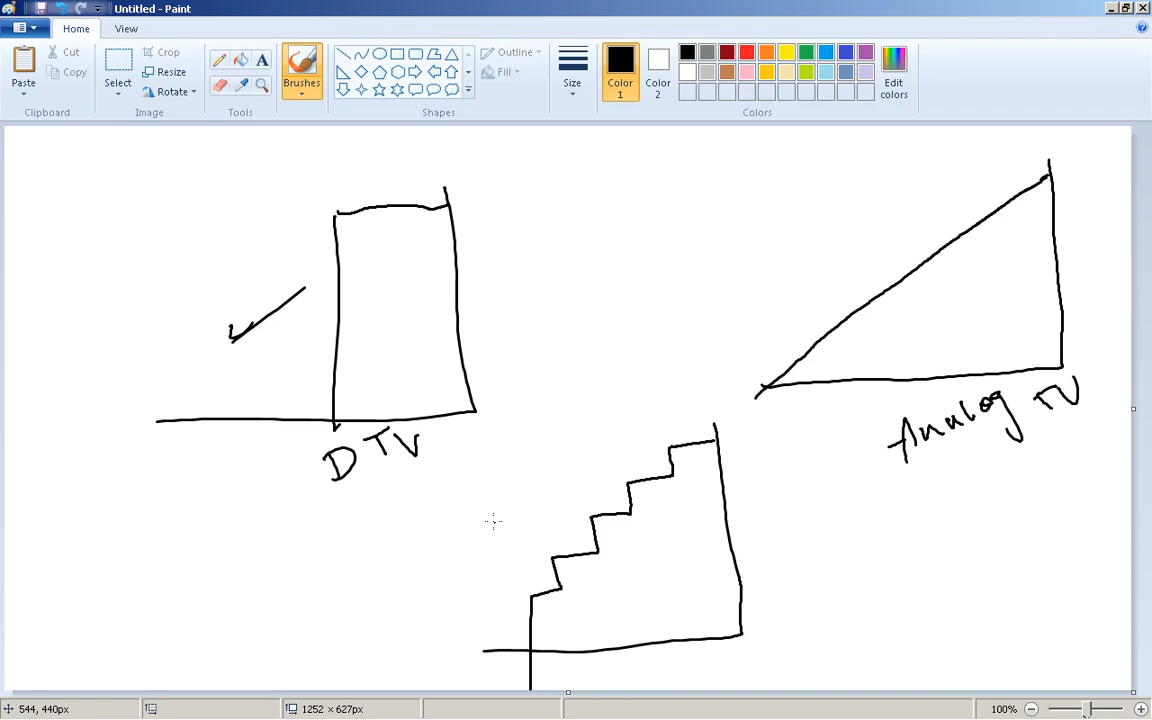 Untitled - Paint
Home View
Paste
Cut
Copy
Clipboard
Select
Crop
Resize
Rotate
Image
A
Tools
Brushes
Shapes
Outline
Fill
Size
Color 1
Color 2
Edit colors
Colors
D TV
Analog TV
544, 440px
1252 × 627px
100%